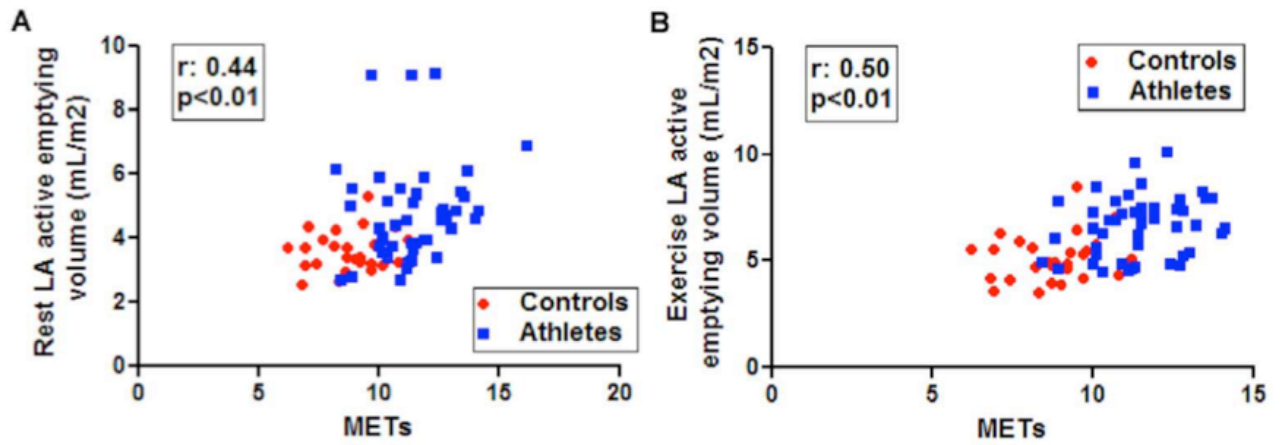 A
Rest LA active emptying
volume (mL/m2)
10
8
6
4
2
0
r: 0.44
p<0.01
Controls
Athletes
0 5 10 15 20
METs
B
Exercise LA active
emptying volume (mL/m2)
15
10
5
0
r: 0.50
p<0.01
Controls
Athletes
0 5 10 15
METs